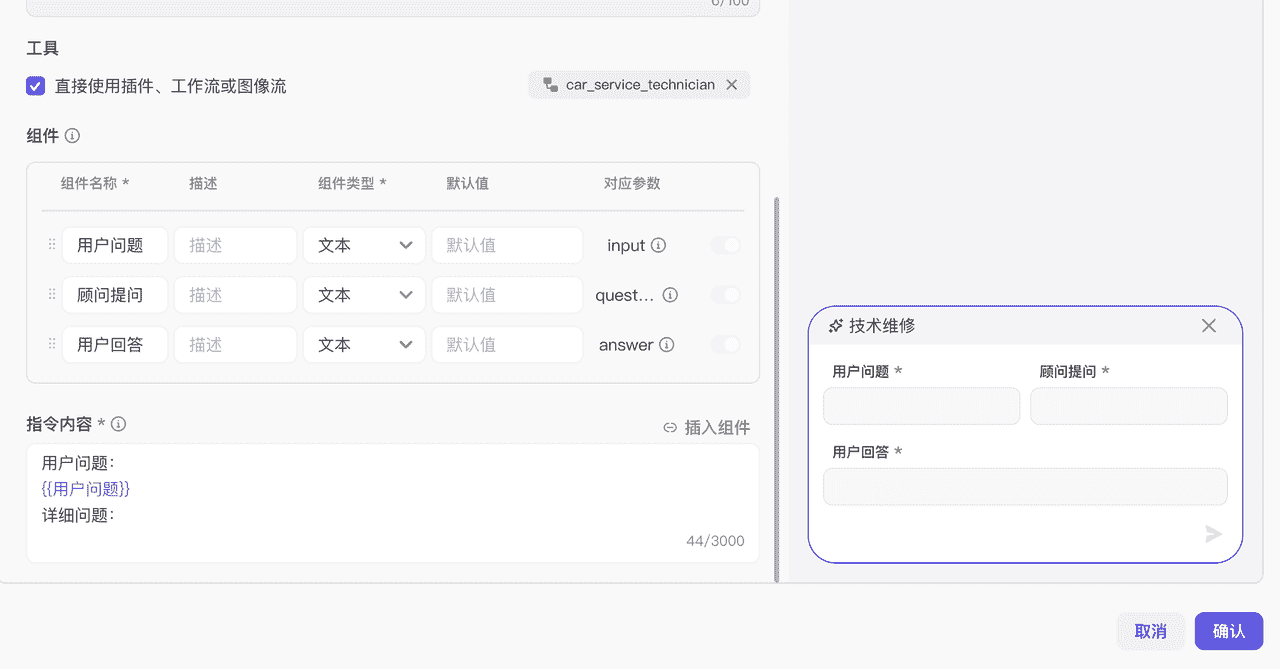 6/100
工具
直接使用插件、工作流或图像流
car_service_technician
组件
组件名称 * 描述 组件类型 * 默认值 对应参数
用户问题 描述 文本 默认值 input
顾问提问 描述 文本 默认值 quest...
用户回答 描述 文本 默认值 answer
指令内容 *
插入组件
用户问题：
{{用户问题}}
详细问题：
44/3000
技术维修
用户问题 * 顾问提问 *
用户回答 *
取消 确认